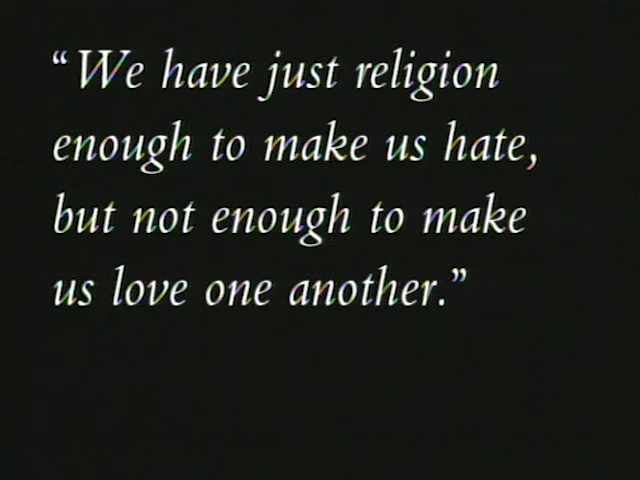 “We have just religion
enough to make us hate,
but not enough to make
us love one another.”